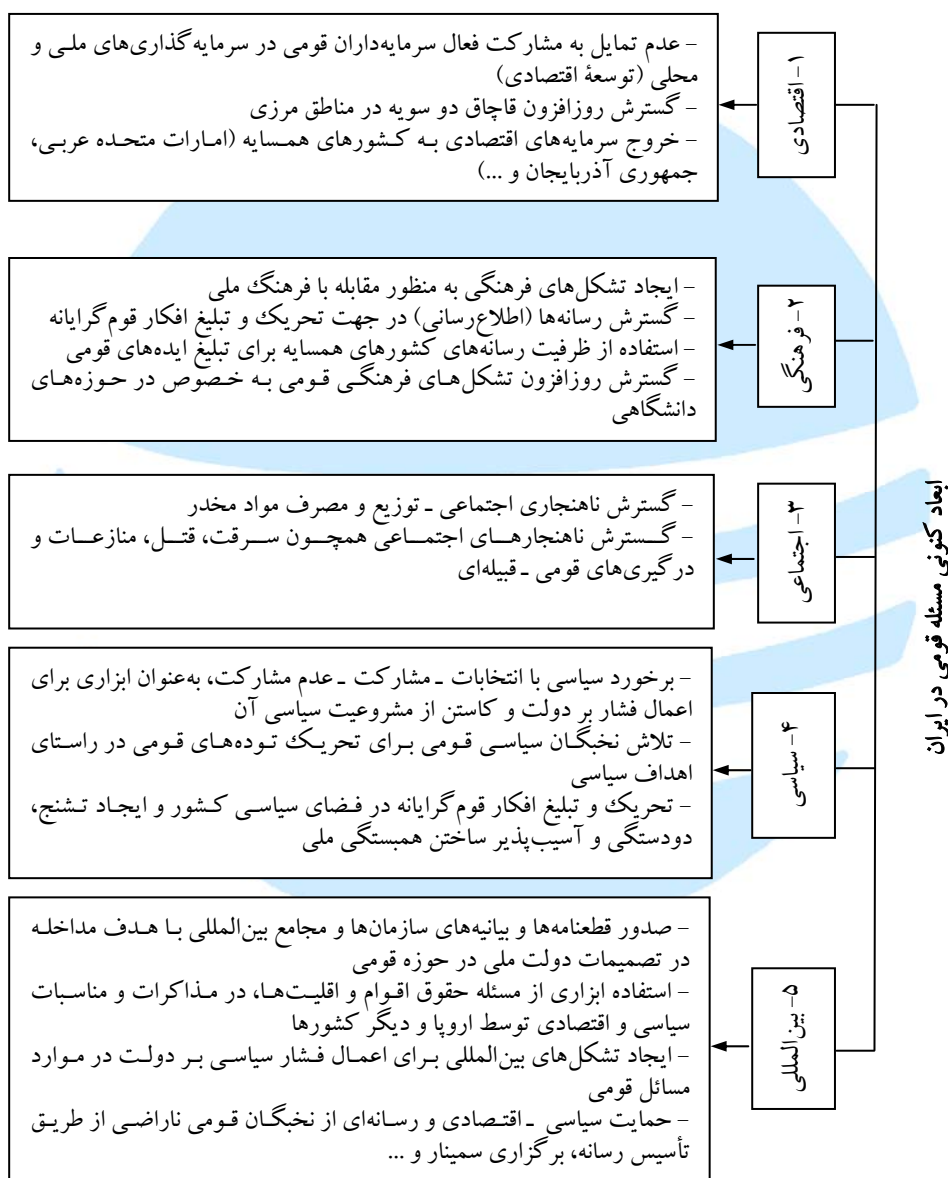 ابعاد کنونی مسئله قومی در ایران
۱- اقتصادی
– عدم تمایل به مشارکت فعال سرمایه‌داران قومی در سرمایه‌گذاری‌های ملی و
محلی (توسعهٔ اقتصادی)
– گسترش روزافزون قاچاق دو سویه در مناطق مرزی
– خروج سرمایه‌های اقتصادی به کشورهای همسایه (امارات متحده عربی،
جمهوری آذربایجان و ...)
۲- فرهنگی
– ایجاد تشکل‌های فرهنگی به منظور مقابله با فرهنگ ملی
– گسترش رسانه‌ها (اطلاع‌رسانی) در جهت تحریک و تبلیغ افکار قوم‌گرایانه
– استفاده از ظرفیت رسانه‌های کشورهای همسایه برای تبلیغ ایده‌های قومی
– گسترش روزافزون تشکل‌های فرهنگی قومی به خصوص در حوزه‌های
دانشگاهی
۳- اجتماعی
– گسترش ناهنجاری اجتماعی ـ توزیع و مصرف مواد مخدر
– گسترش ناهنجارهای اجتماعی همچون سرقت، قتل، منازعات و
درگیری‌های قومی ـ قبیله‌ای
۴- سیاسی
– برخورد سیاسی با انتخابات ـ مشارکت ـ عدم مشارکت، به‌عنوان ابزاری برای
اعمال فشار بر دولت و کاستن از مشروعیت سیاسی آن
– تلاش نخبگان سیاسی قومی برای تحریک توده‌های قومی در راستای
اهداف سیاسی
– تحریک و تبلیغ افکار قوم‌گرایانه در فضای سیاسی کشور و ایجاد تشنج،
دودستگی و آسیب‌پذیر ساختن همبستگی ملی
۵- بین‌المللی
– صدور قطعنامه‌ها و بیانیه‌های سازمان‌ها و مجامع بین‌المللی با هدف مداخله
در تصمیمات دولت ملی در حوزه قومی
– استفاده ابزاری از مسئله حقوق اقوام و اقلیت‌ها، در مذاکرات و مناسبات
سیاسی و اقتصادی توسط اروپا و دیگر کشورها
– ایجاد تشکل‌های بین‌المللی برای اعمال فشار سیاسی بر دولت در موارد
مسائل قومی
– حمایت سیاسی ـ اقتصادی و رسانه‌ای از نخبگان قومی ناراضی از طریق
تأسیس رسانه، برگزاری سمینار و ...